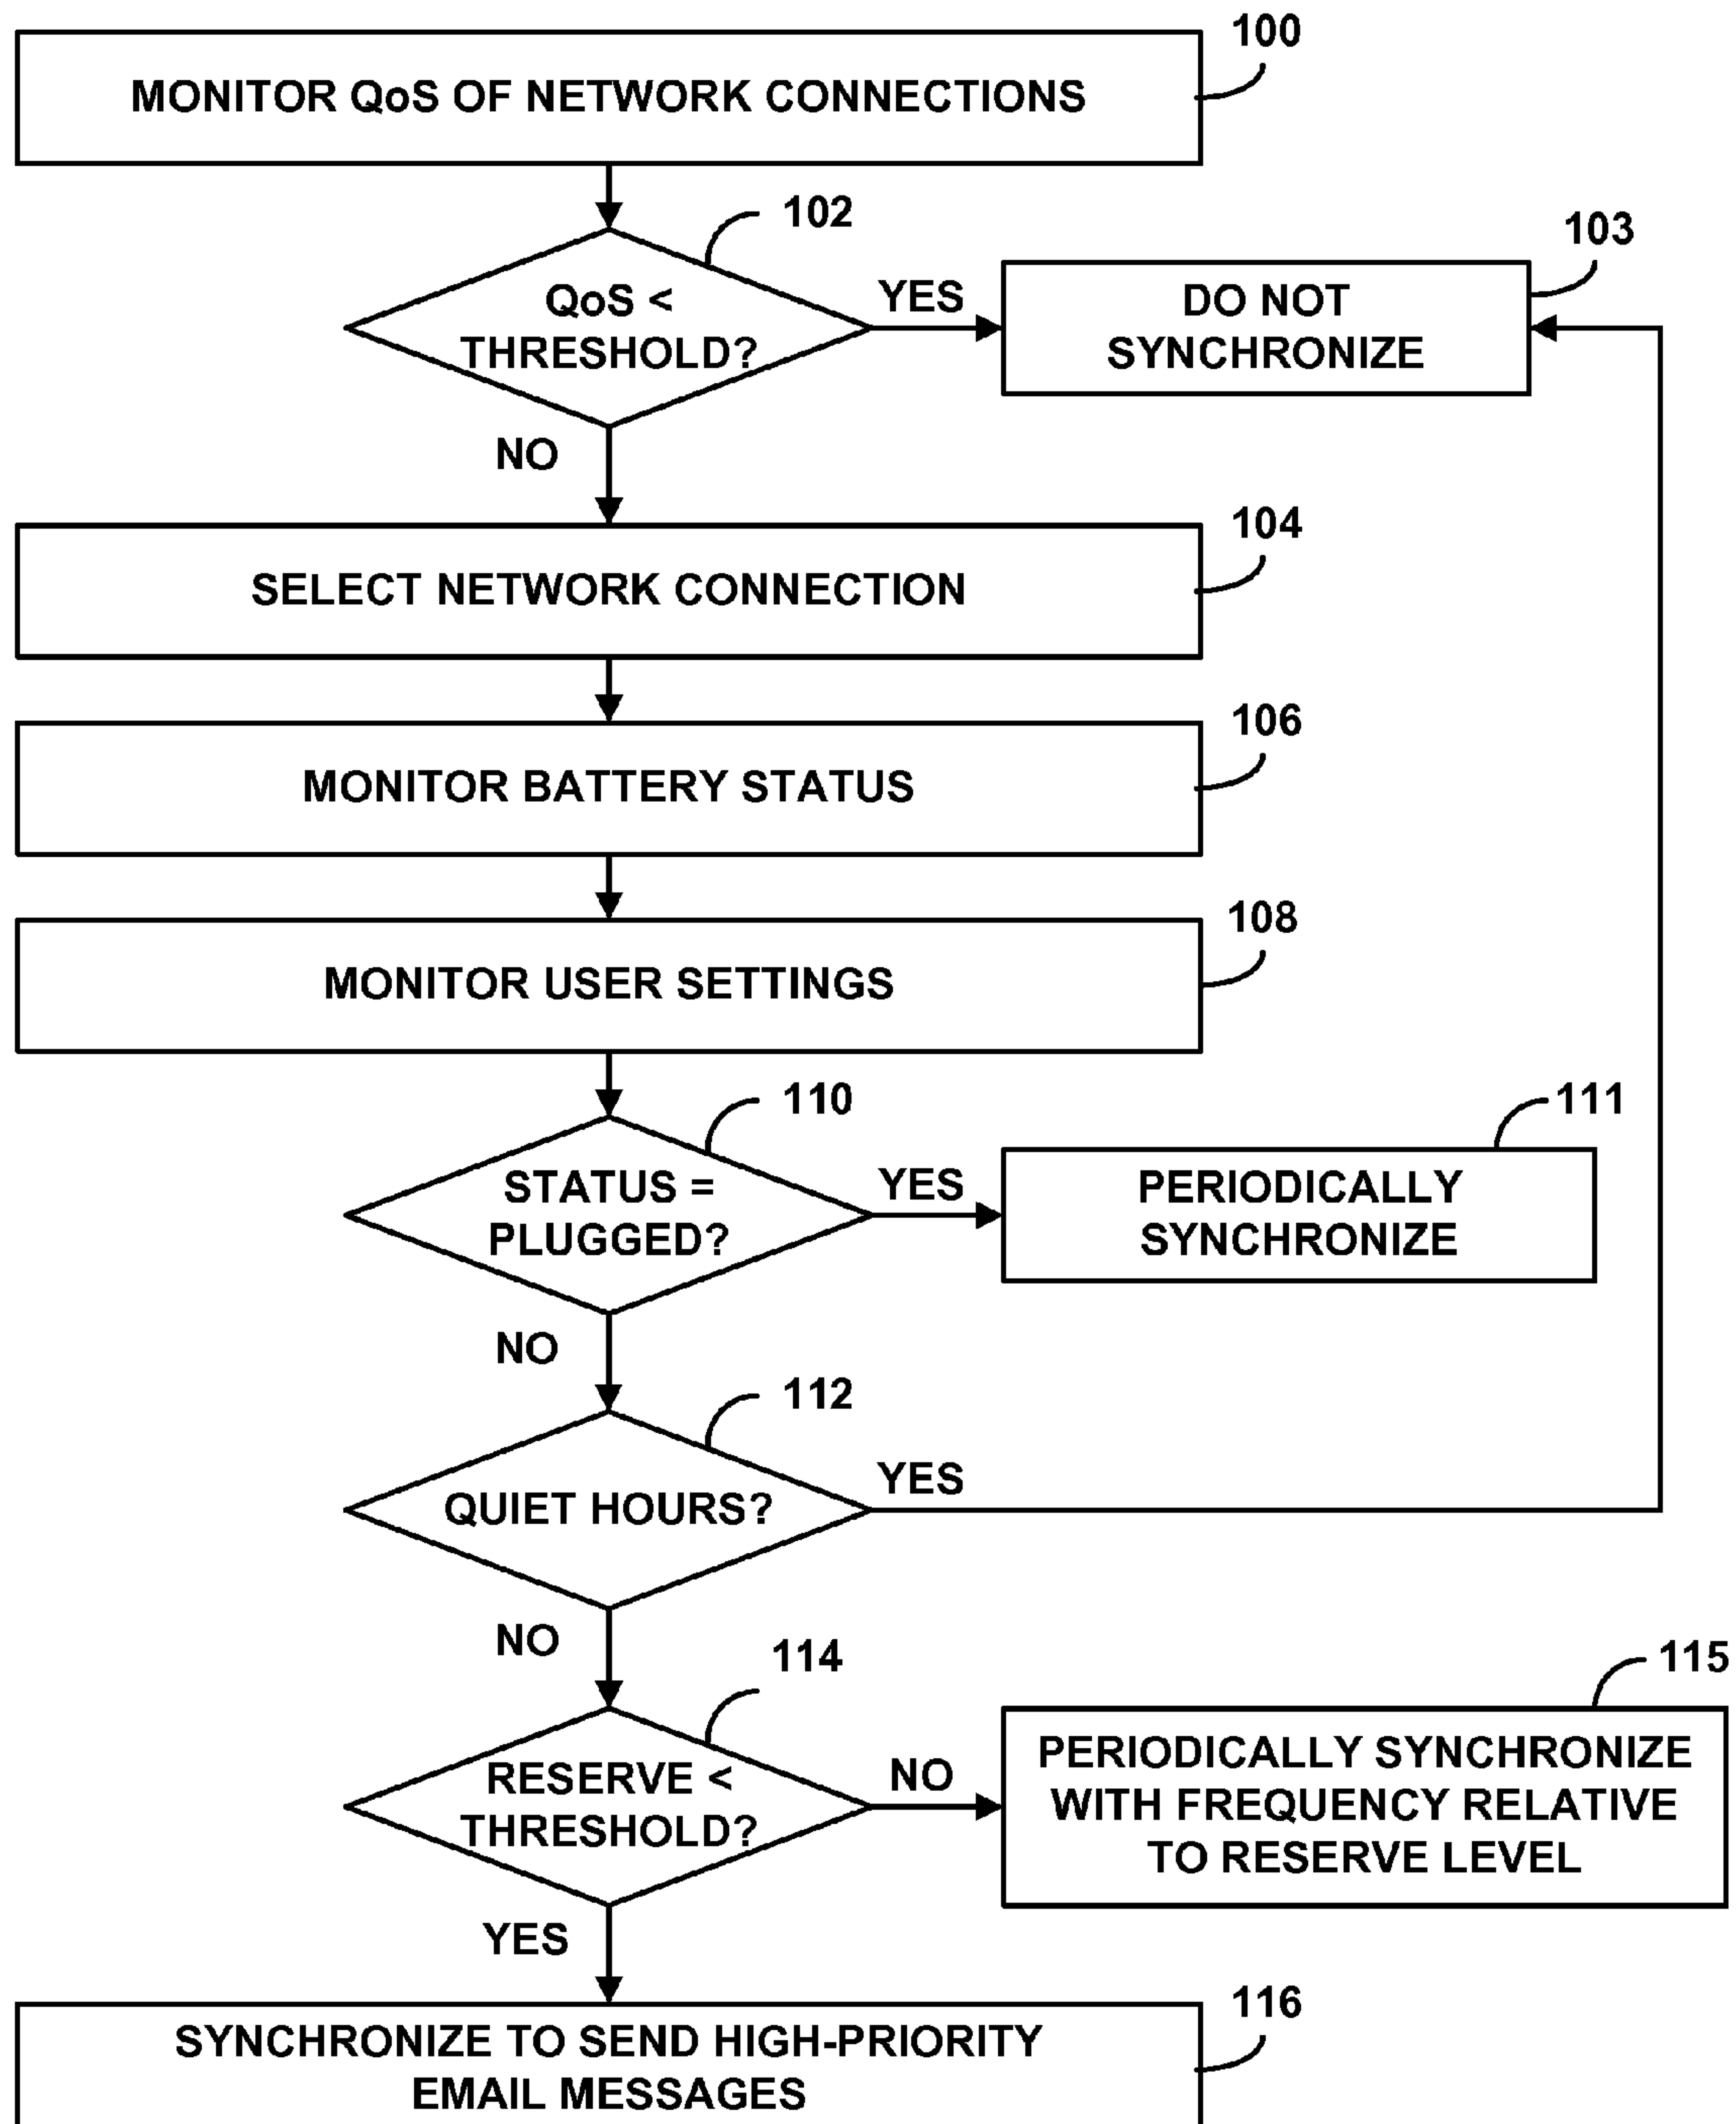 100
MONITOR QoS OF NETWORK CONNECTIONS
102
103
QoS <
THRESHOLD?
YES
DO NOT
SYNCHRONIZE
NO
104
SELECT NETWORK CONNECTION
106
MONITOR BATTERY STATUS
108
MONITOR USER SETTINGS
110
111
STATUS =
PLUGGED?
YES
PERIODICALLY
SYNCHRONIZE
NO
112
QUIET HOURS?
YES
NO
114
115
RESERVE <
THRESHOLD?
NO
PERIODICALLY SYNCHRONIZE
WITH FREQUENCY RELATIVE
TO RESERVE LEVEL
YES
116
SYNCHRONIZE TO SEND HIGH-PRIORITY
EMAIL MESSAGES